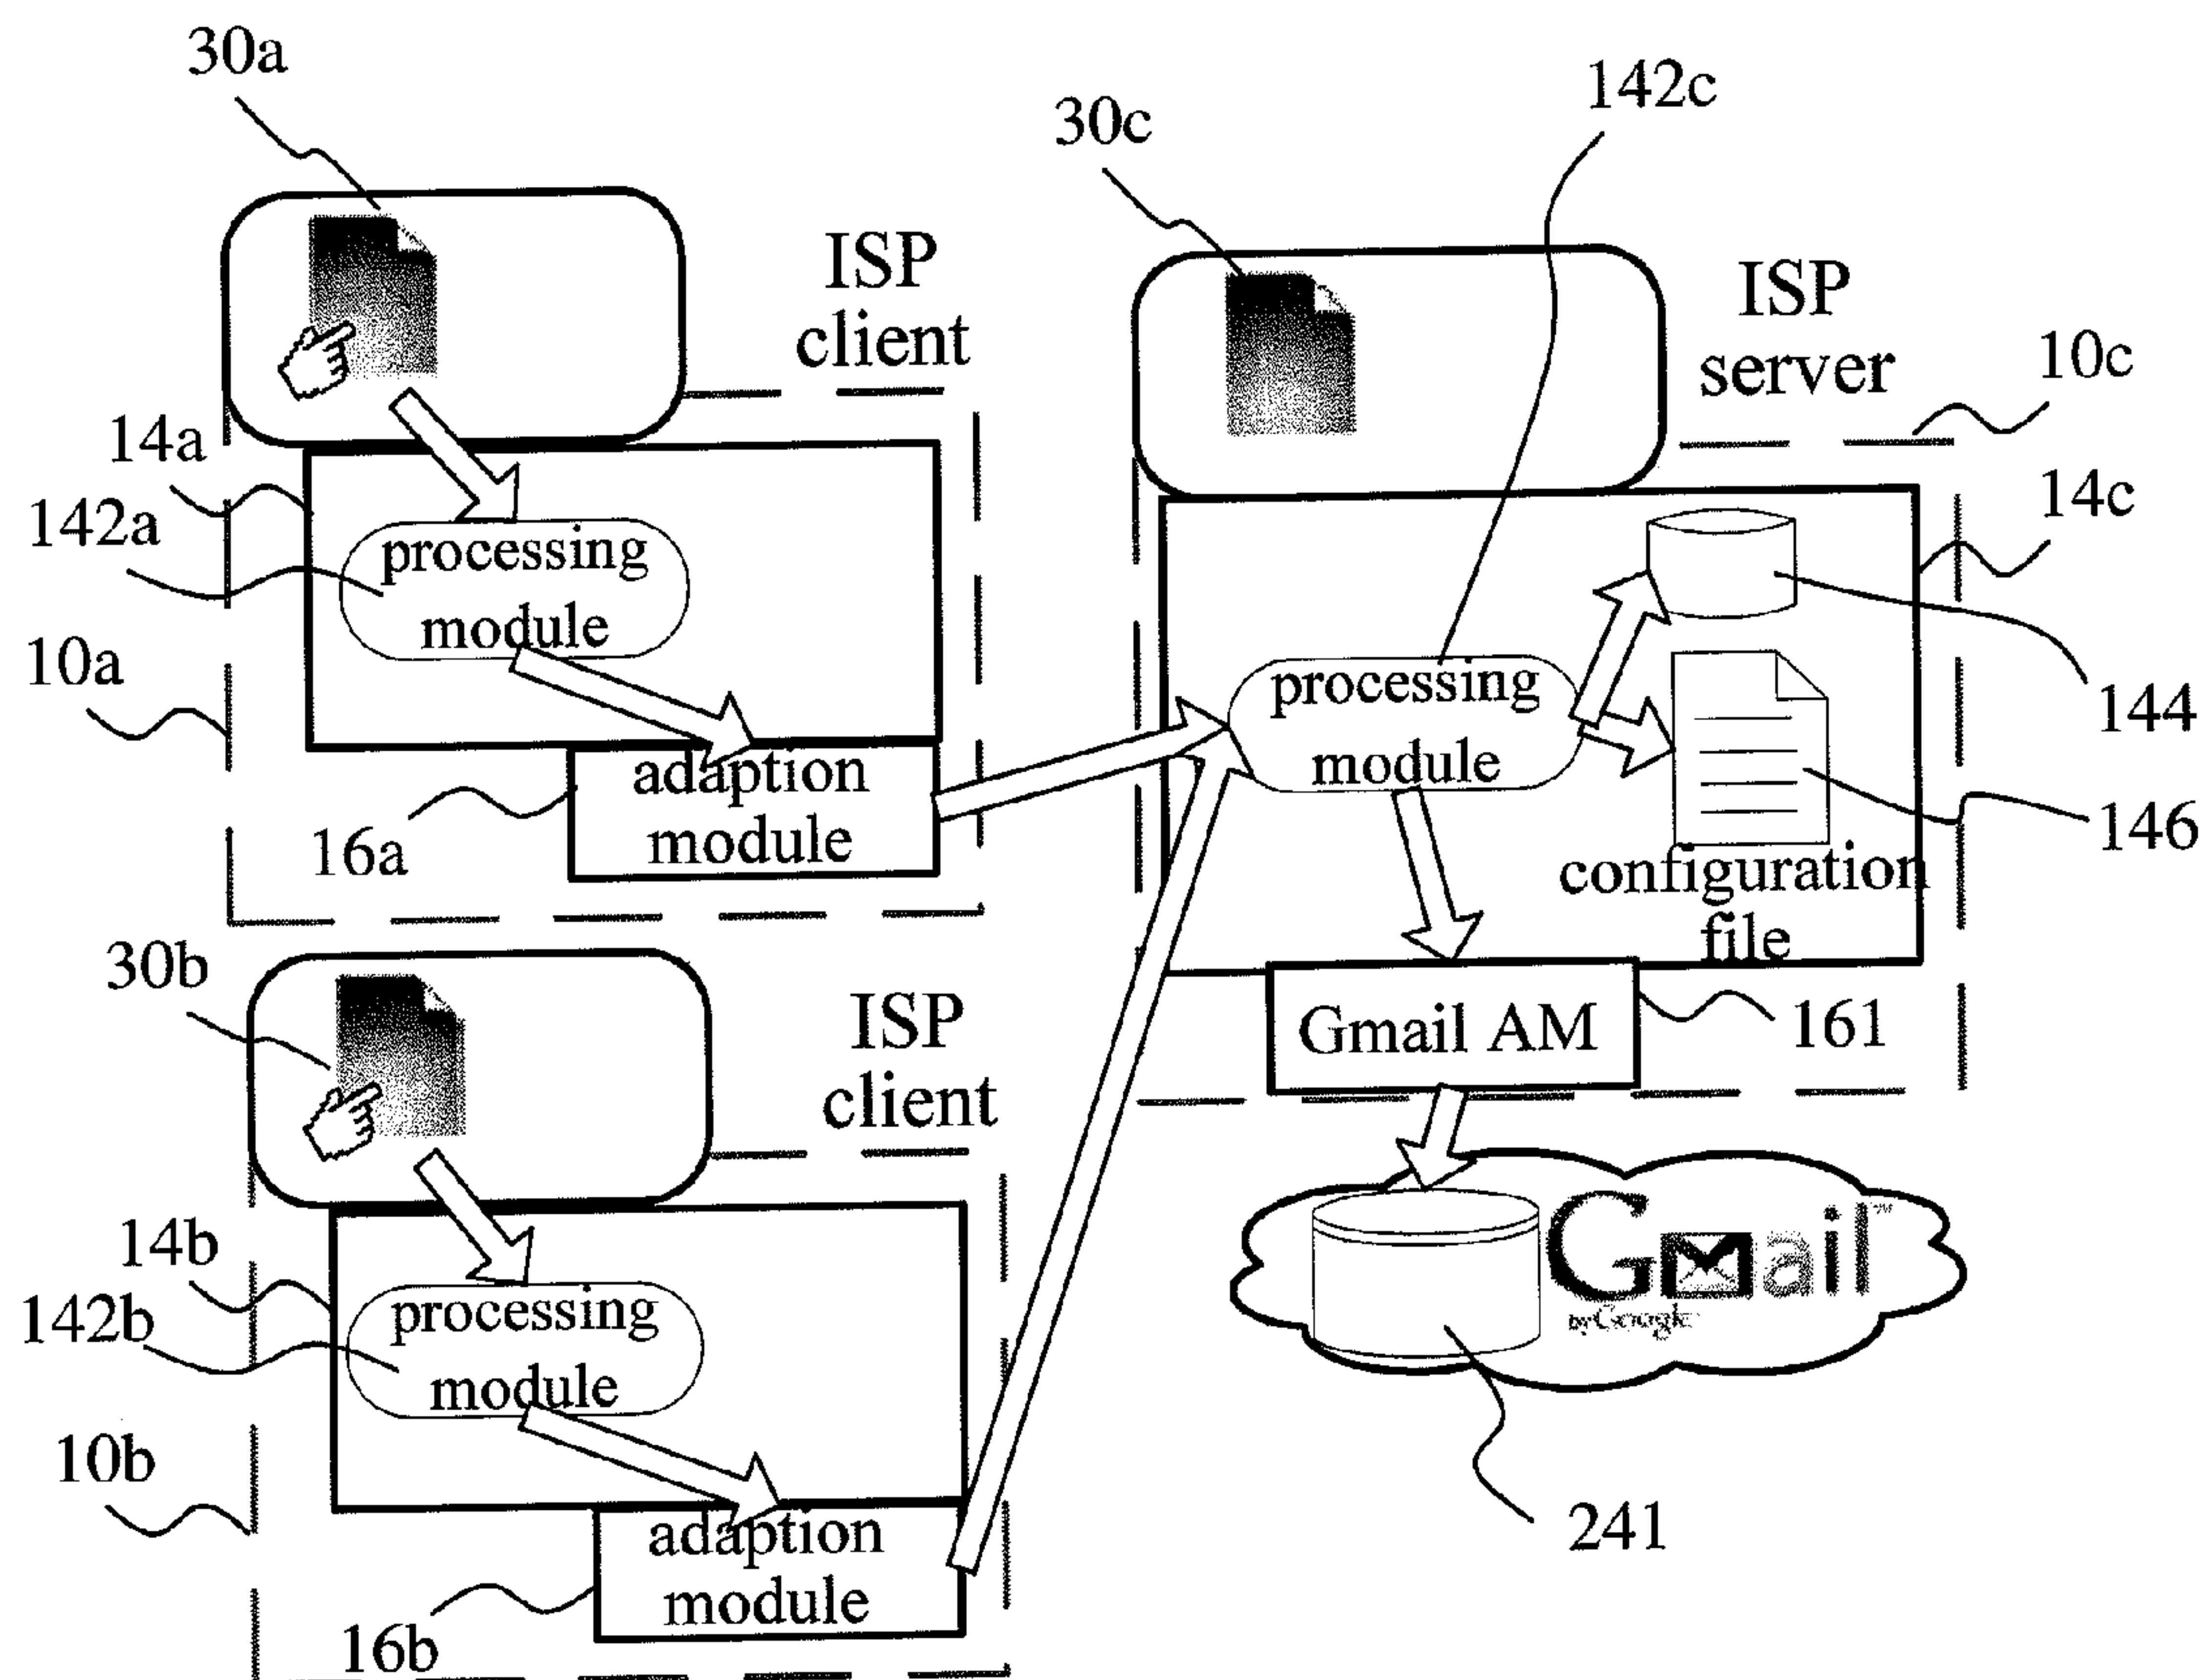 30a
142c
30c
ISP
client
ISP
server
10c
14a
14c
142a
processing
module
10a
processing
module
144
adaption
module
146
16a
configuration
file
30b
ISP
client
Gmail AM
161
Gmail™
by Google
14b
142b
processing
module
10b
241
adaption
module
16b